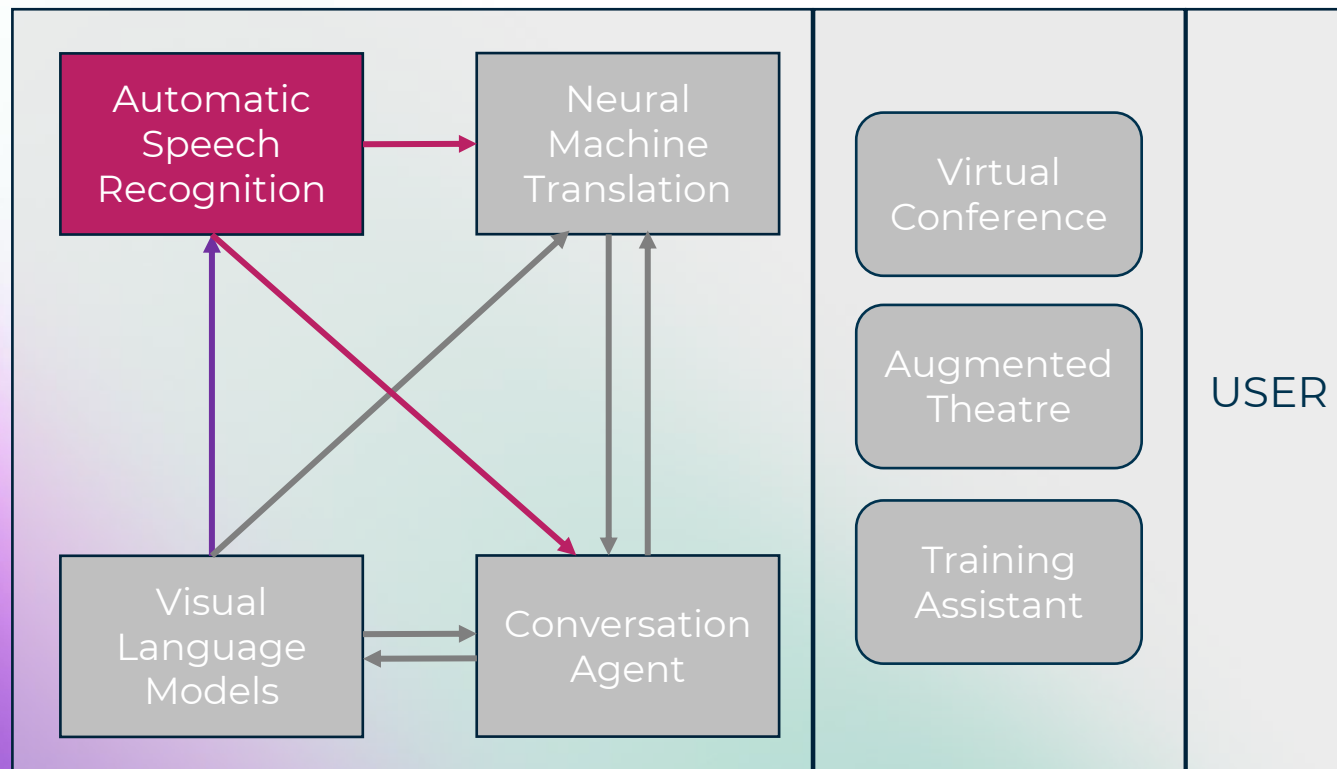 Automatic
Speech
Recognition
Neural
Machine
Translation
Visual
Language
Models
Conversation
Agent
Virtual
Conference
Augmented
Theatre
Training
Assistant
USER